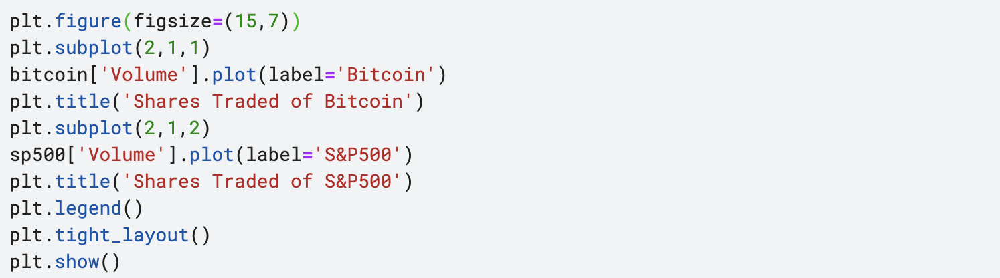 plt.figure(figsize=(15,7))
plt.subplot(2,1,1)
bitcoin['Volume'].plot(label='Bitcoin')
plt.title('Shares Traded of Bitcoin')
plt.subplot(2,1,2)
sp500['Volume'].plot(label='S&P500')
plt.title('Shares Traded of S&P500')
plt.legend()
plt.tight_layout()
plt.show()